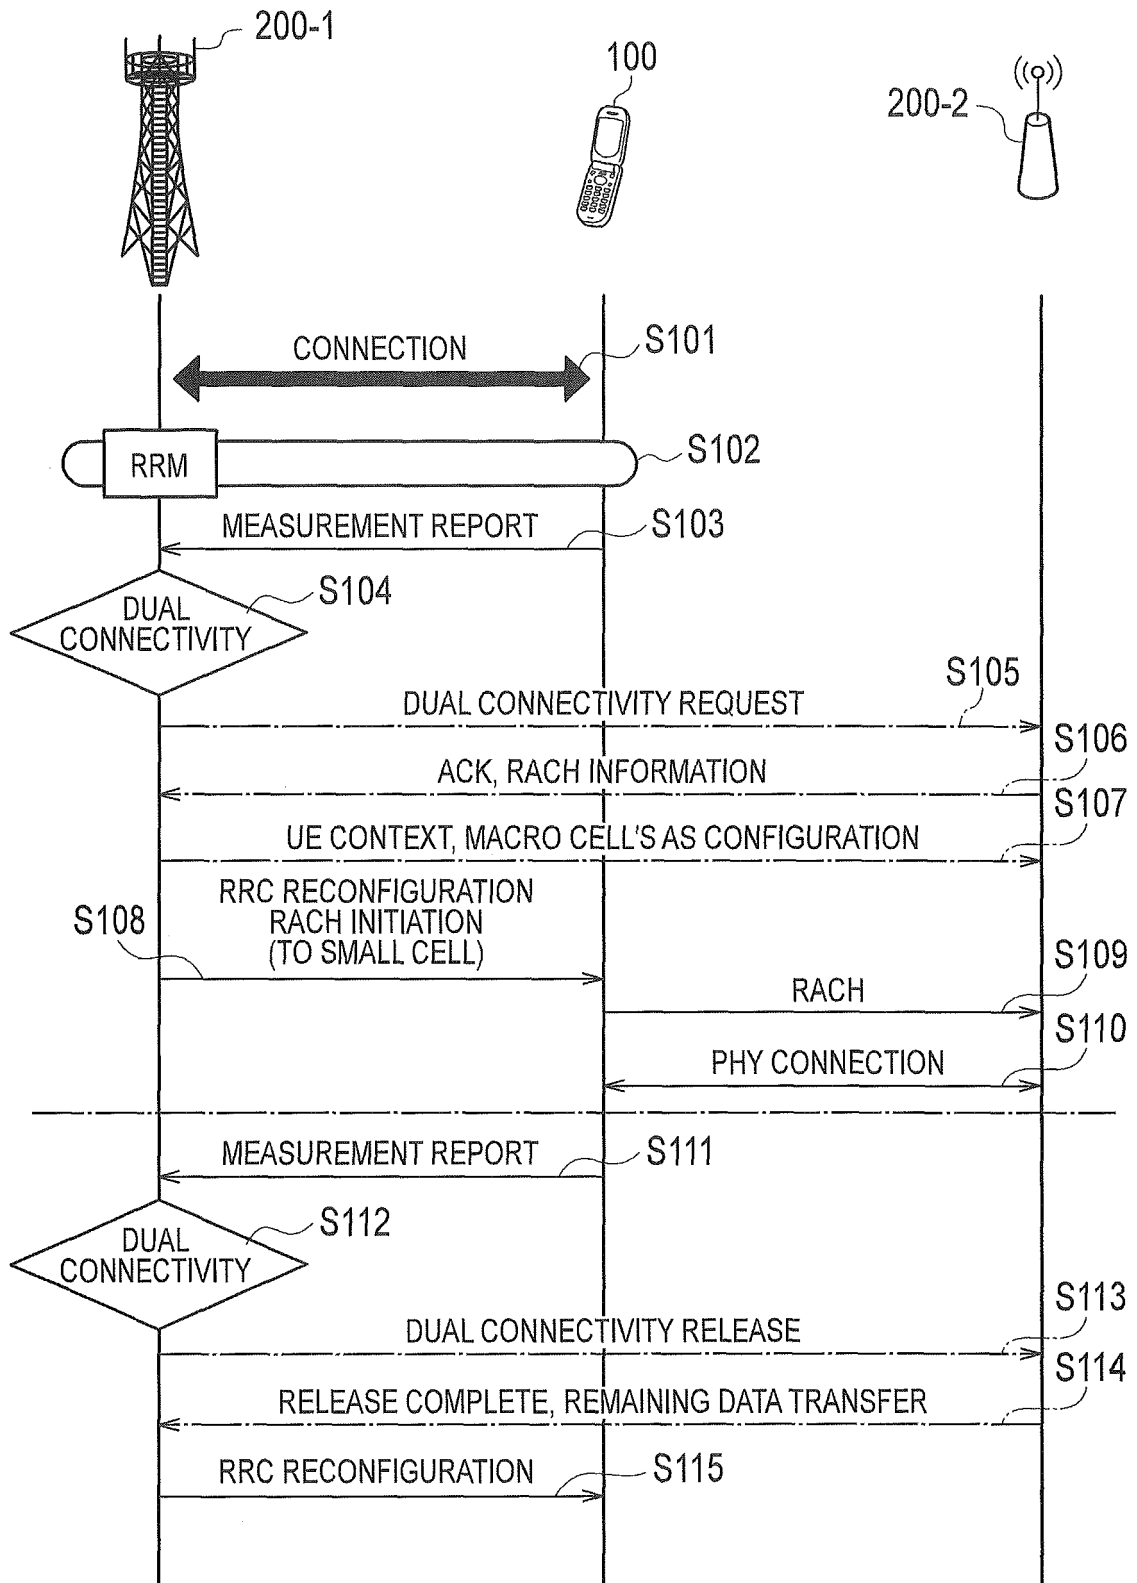 200-1
100
200-2
CONNECTION
S101
RRM
S102
MEASUREMENT REPORT
S103
DUAL
CONNECTIVITY
S104
DUAL CONNECTIVITY REQUEST
S105
ACK, RACH INFORMATION
S106
UE CONTEXT, MACRO CELL'S AS CONFIGURATION
S107
RRC RECONFIGURATION
RACH INITIATION
(TO SMALL CELL)
S108
RACH
S109
PHY CONNECTION
S110
MEASUREMENT REPORT
S111
DUAL
CONNECTIVITY
S112
DUAL CONNECTIVITY RELEASE
S113
RELEASE COMPLETE, REMAINING DATA TRANSFER
S114
RRC RECONFIGURATION
S115